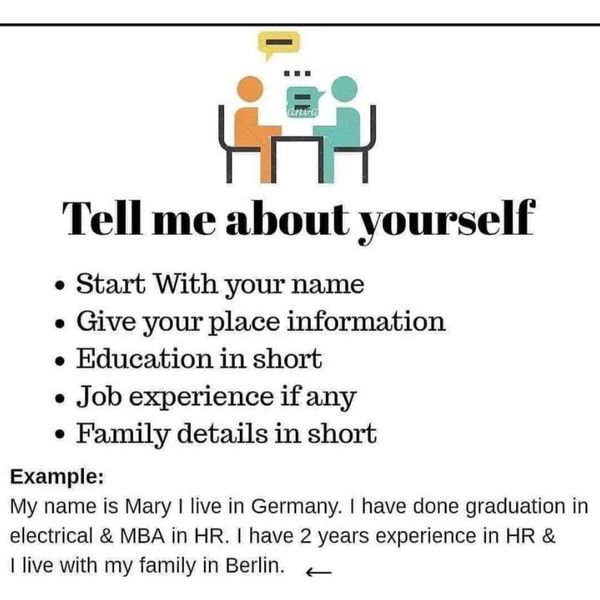 Tell me about yourself
• Start With your name
• Give your place information
• Education in short
• Job experience if any
• Family details in short
Example:
My name is Mary I live in Germany. I have done graduation in
electrical & MBA in HR. I have 2 years experience in HR &
I live with my family in Berlin.